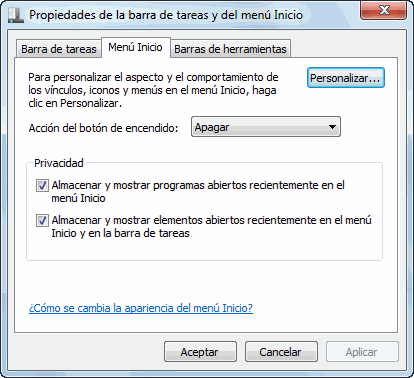 Propiedades de la barra de tareas y del menú Inicio
Barra de tareas
Menú Inicio
Barras de herramientas
Para personalizar el aspecto y el comportamiento de
los vínculos, iconos y menús en el menú Inicio, haga
clic en Personalizar.
Personalizar...
Acción del botón de encendido:
Apagar
Privacidad
Almacenar y mostrar programas abiertos recientemente en el
menú Inicio
Almacenar y mostrar elementos abiertos recientemente en el menú
Inicio y en la barra de tareas
¿Cómo se cambia la apariencia del menú Inicio?
Aceptar
Cancelar
Aplicar